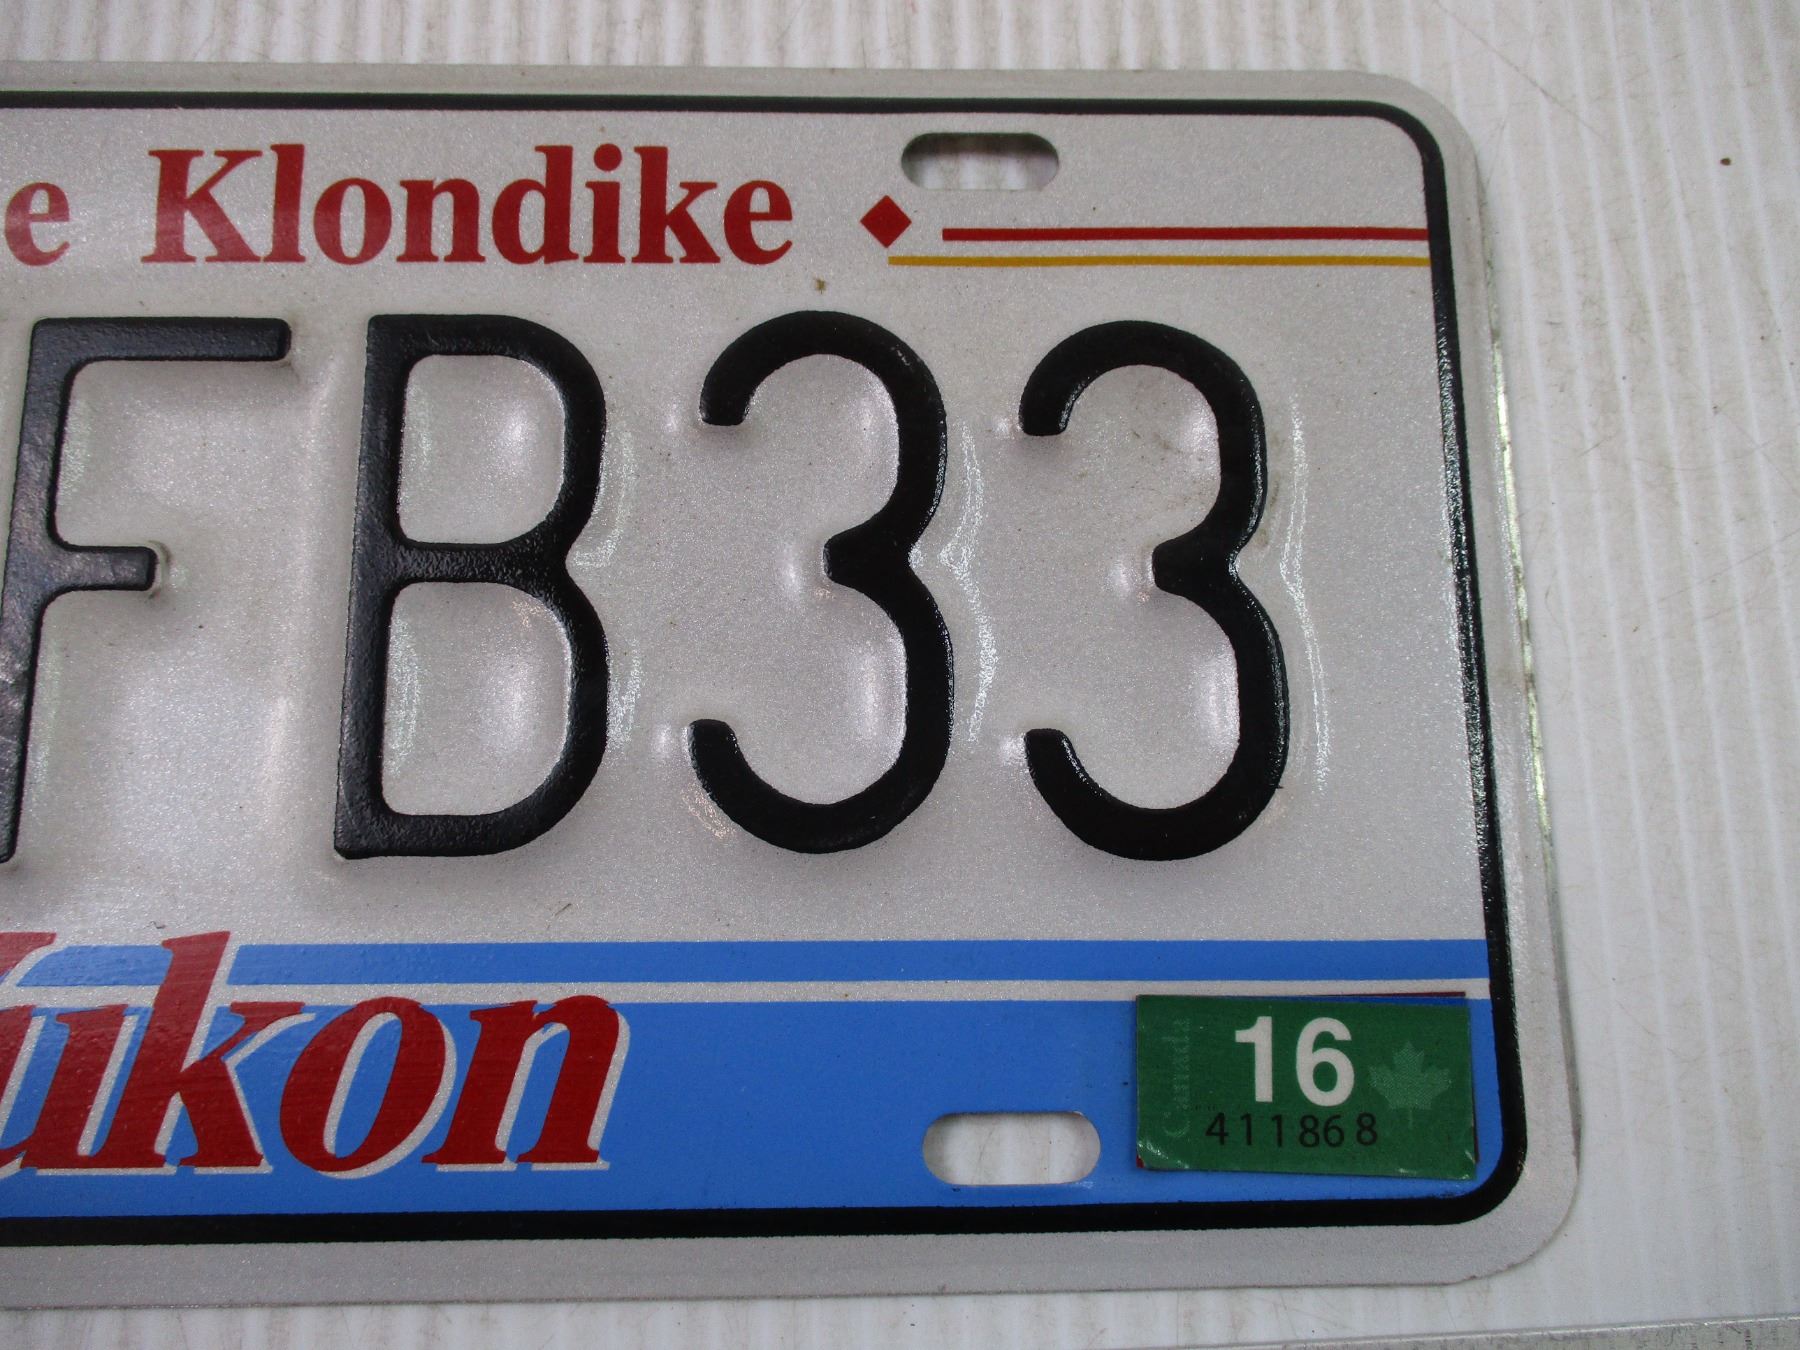 e Klondike
FB33
ukon
Canada
16
411868